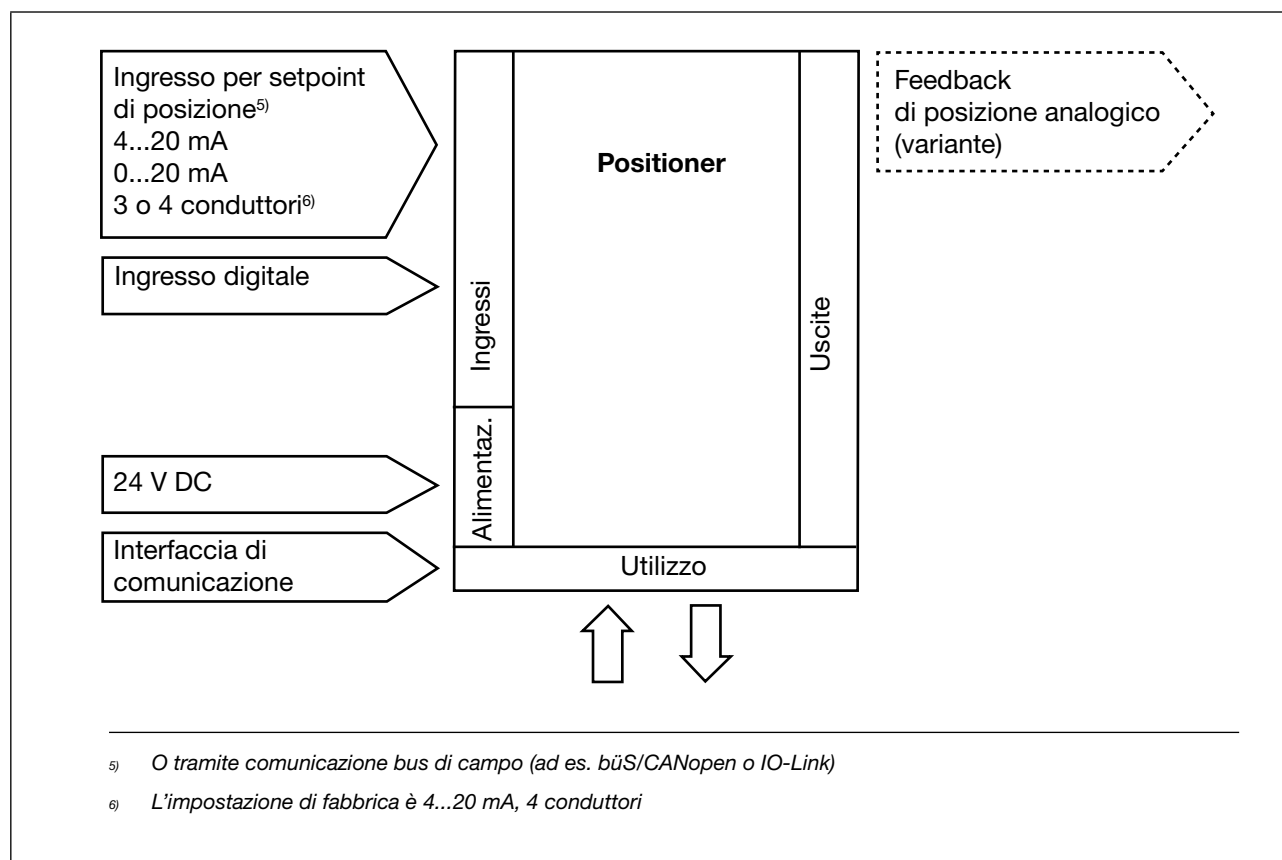 Ingresso per setpoint
di posizione5)
4...20 mA
0...20 mA
3 o 4 conduttori6)
Ingresso digitale
24 V DC
Interfaccia di
comunicazione
Ingressi
Alimentaz.
Positioner
Uscite
Utilizzo
Feedback
di posizione analogico
(variante)
5) O tramite comunicazione bus di campo (ad es. büS/CANopen o IO-Link)
6) L'impostazione di fabbrica è 4...20 mA, 4 conduttori